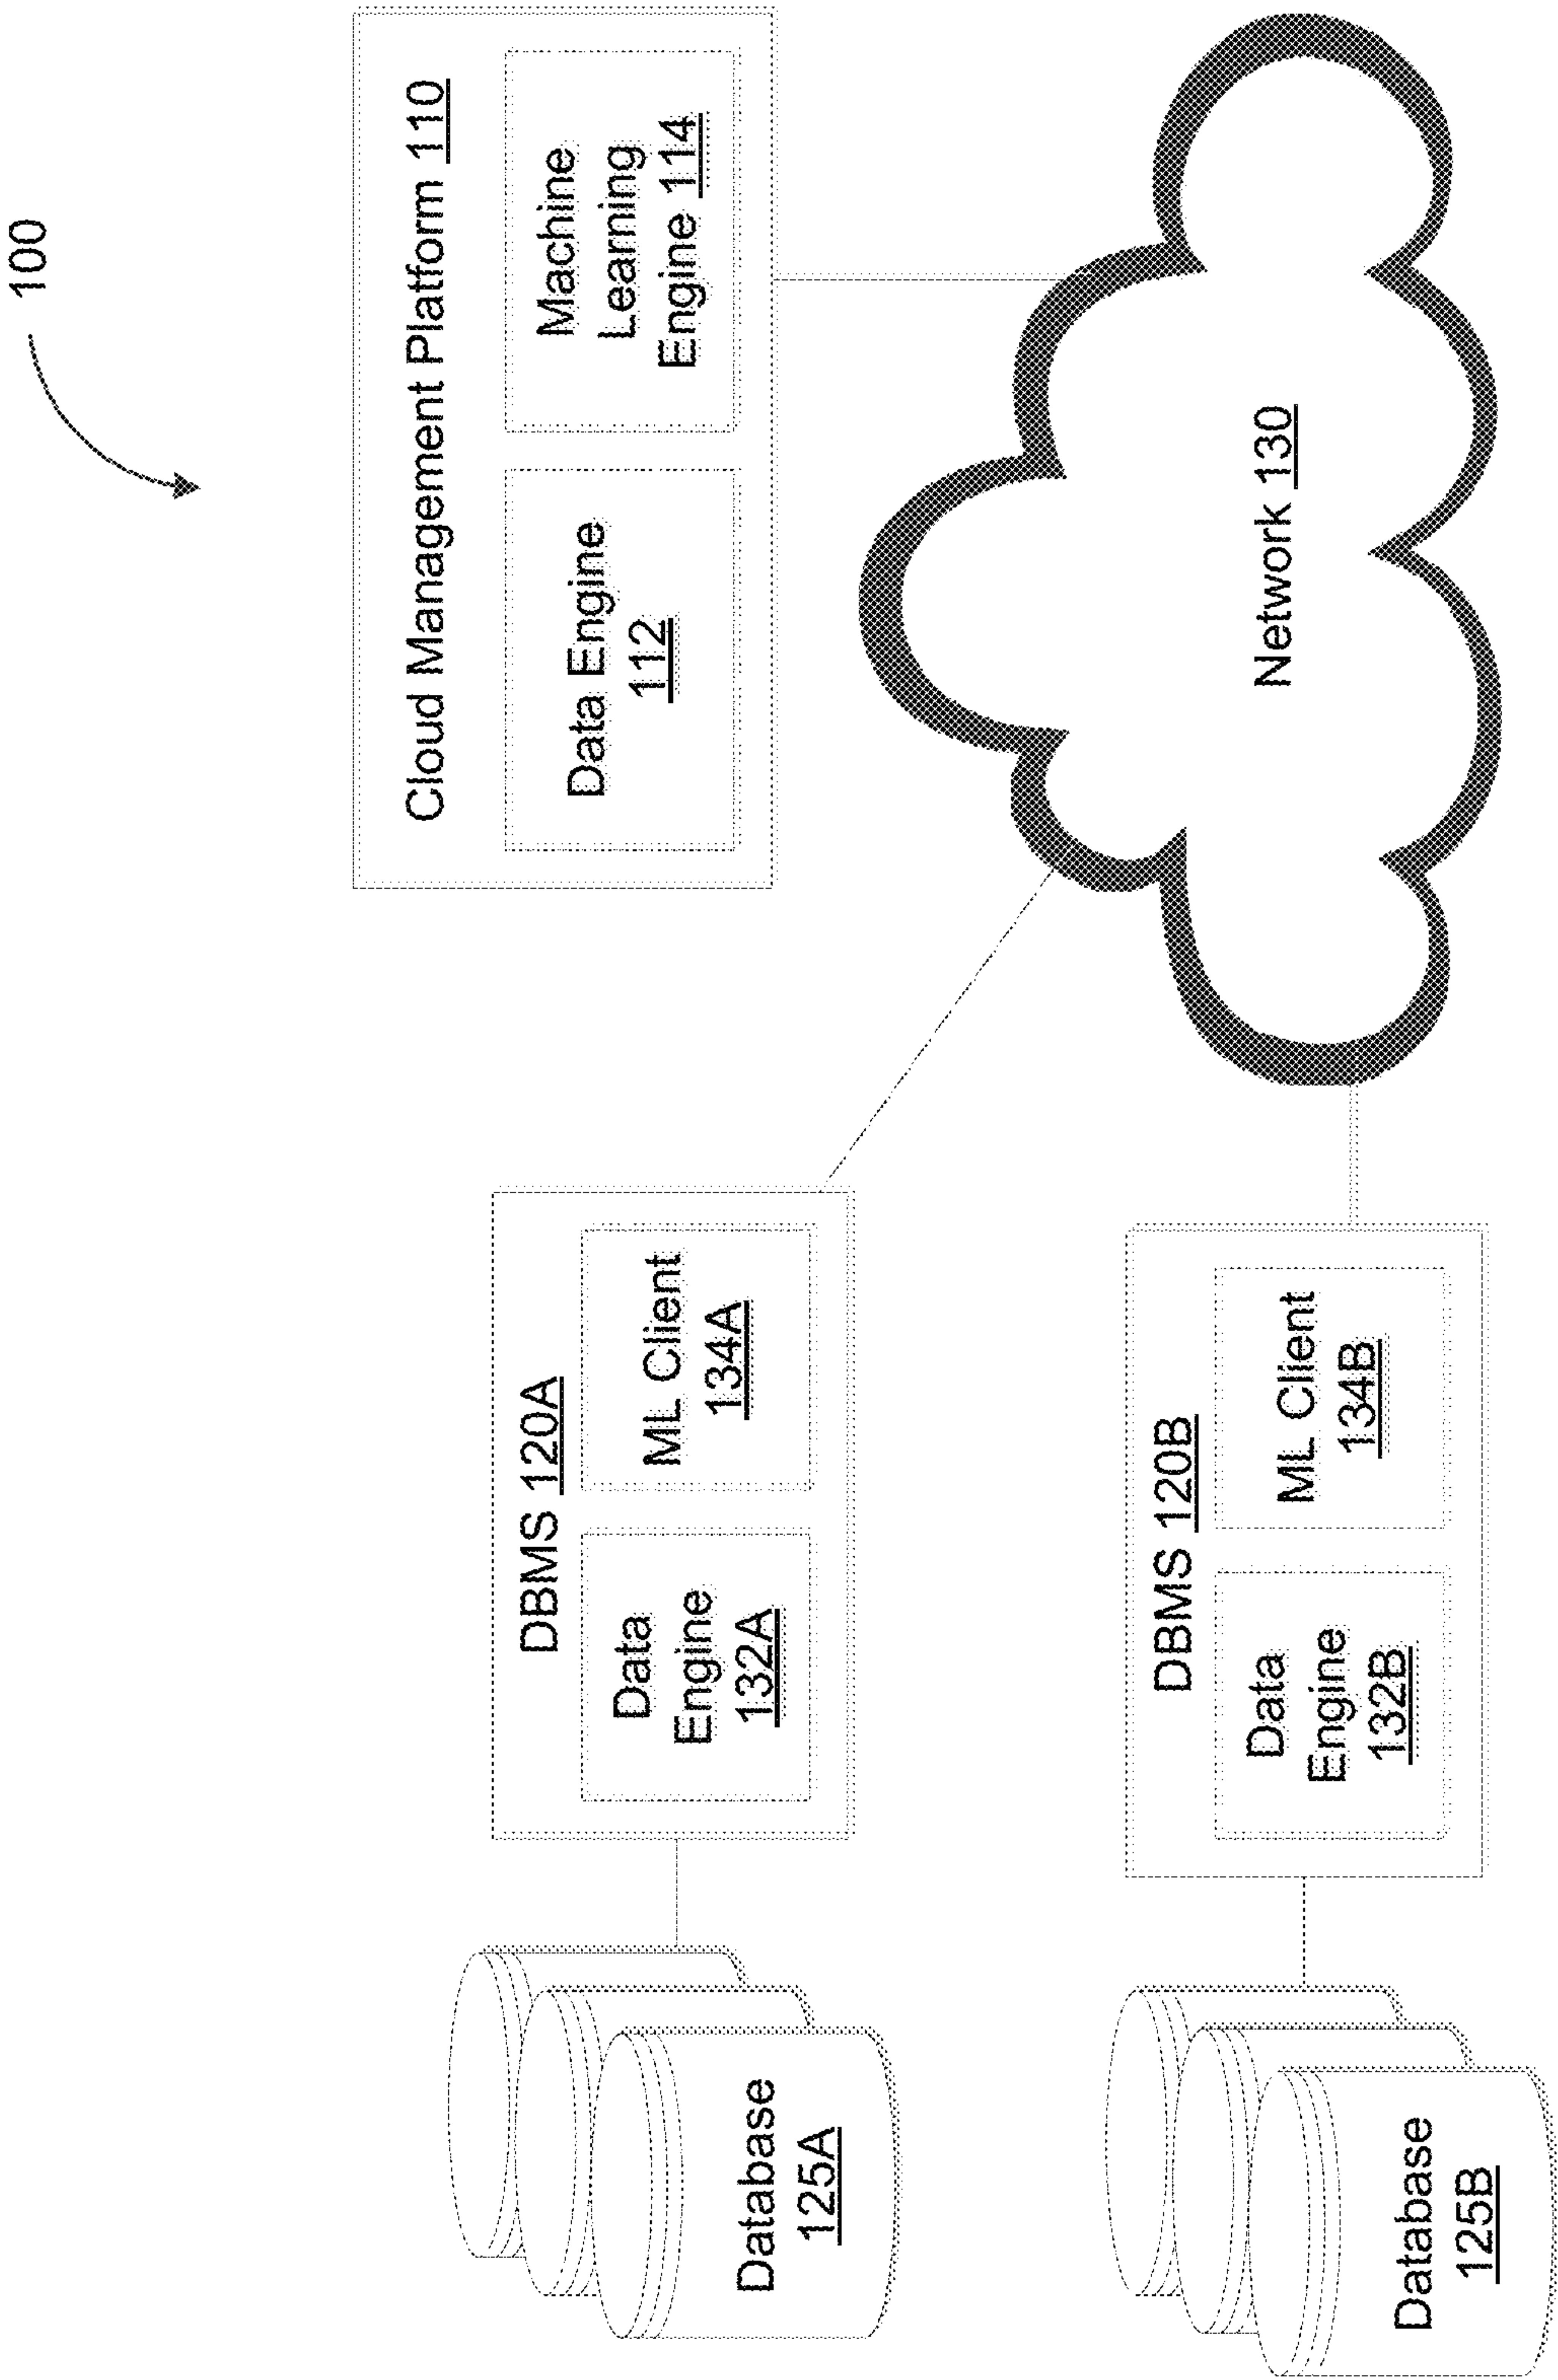 100
Cloud Management Platform 110
Data Engine
112
Machine
Learning
Engine 114
DBMS 120A
Data
Engine
132A
ML Client
134A
Database
125A
Network 130
DBMS 120B
Data
Engine
132B
ML Client
134B
Database
125B